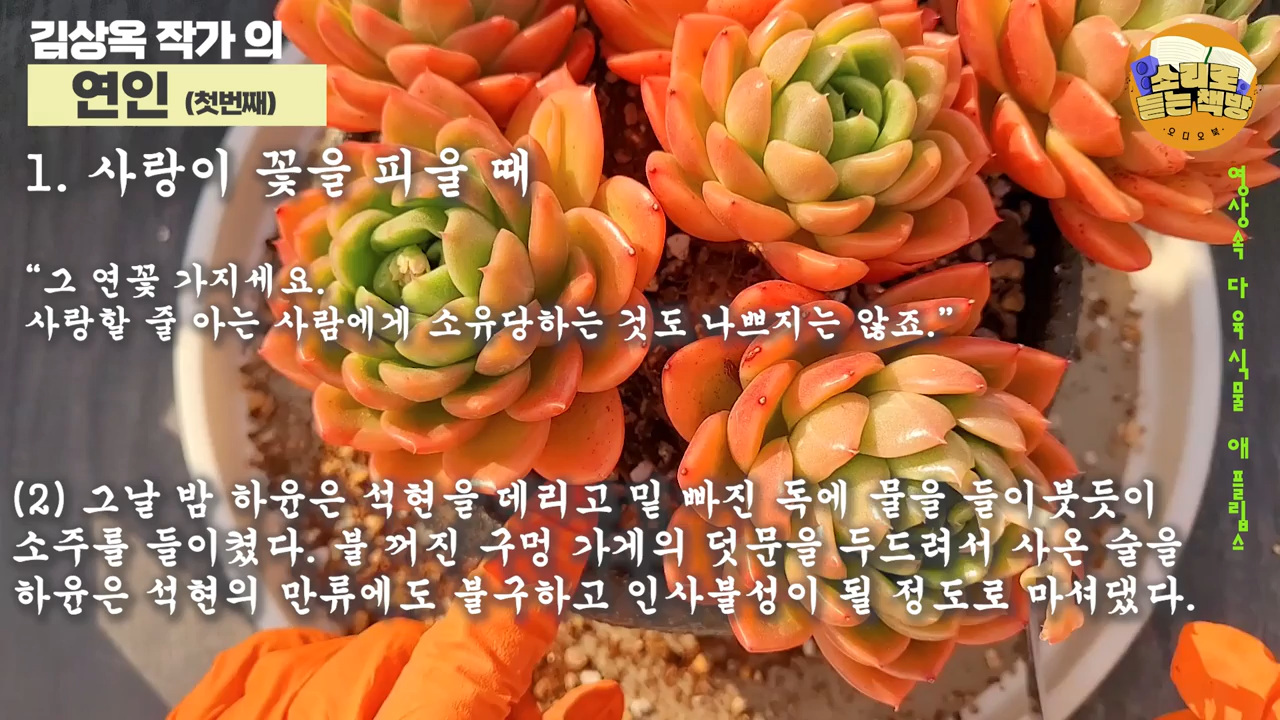 김상옥 작가 의
연인 (첫번째)
소리로
듣는 책방
·오디오북·
1. 사랑이 꽃을 피울 때
“그 연꽃 가지세요.
사랑할 줄 아는 사람에게 소유당하는 것도 나쁘지는 않죠.”
(2) 그날 밤 하윤은 석현을 데리고 밑 빠진 독에 물을 들이붓듯이
소주를 들이켰다. 불 꺼진 구멍 가게의 덧문을 두드려서 사온 술을
하윤은 석현의 만류에도 불구하고 인사불성이 될 정도로 마셔댔다.
영상속 다육식물 애플림스